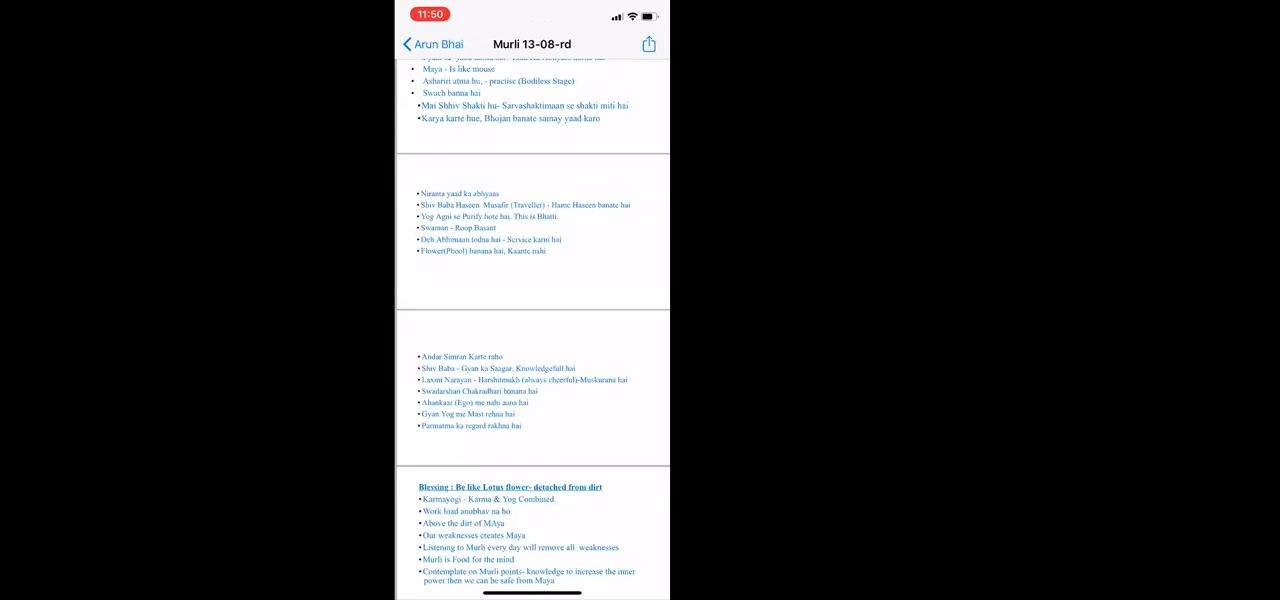 11:50
Arun Bhai
Murli 13-08-rd
• Maya - Is like mouse
• Ashariri atma hu, - practise (Bodiless Stage)
• Swach banna hai
•Mai Shhiv Shakti hu- Sarvashaktimaan se shakti miti hai
•Karya karte hue, Bhojan banate samay yaad karo
•Niranta yaad ka abhyaas
•Shiv Baba Haseen Musafir (Traveller) - Hame Haseen banate hai
•Yog Agni se Purify hote hai. This is Bhatti.
•Swaman - Roop Basant
•Deh Abhimaan todna hai - Service karni hai
•Flower(Phool) banana hai, Kaante nahi
•Andar Simran Karte raho
•Shiv Baba - Gyan ka Saagar, Knowledgefull hai
•Laxmi Narayan - Harshitmukh (always cheerful)-Muskurana hai
•Swadarshan Chakradhari banana hai
•Ahankaar (Ego) me nahi aana hai
•Gyan Yog me Mast rehna hai
•Parmatma ka regard rakhna hai
Blessing : Be like Lotus flower- detached from dirt
•Karmayogi - Karma & Yog Combined
•Work load anubhav na ho
•Above the dirt of MAya
•Our weaknesses creates Maya
•Listening to Murli every day will remove all weaknesses
•Murli is Food for the mind
•Contemplate on Murli points- knowledge to increase the inner
power then we can be safe from Maya